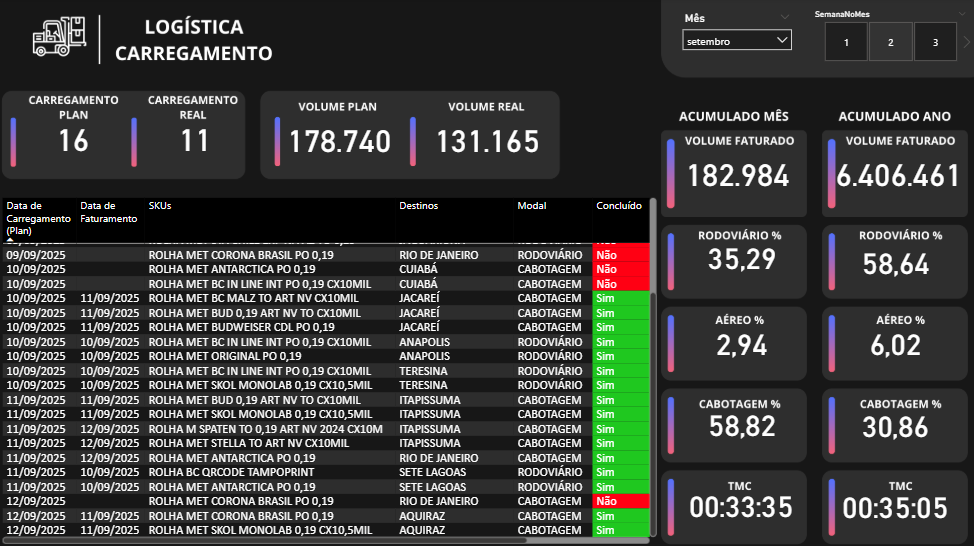 LOGÍSTICA
CARREGAMENTO
Mês
setembro
SemanaNoMes
1 2 3
CARREGAMENTO PLAN
16
CARREGAMENTO REAL
11
VOLUME PLAN
178.740
VOLUME REAL
131.165
ACUMULADO MÊS
VOLUME FATURADO
182.984
RODOVIÁRIO %
35,29
AÉREO %
2,94
CABOTAGEM %
58,82
TMC
00:33:35
ACUMULADO ANO
VOLUME FATURADO
6.406.461
RODOVIÁRIO %
58,64
AÉREO %
6,02
CABOTAGEM %
30,86
TMC
00:35:05
Data de Carregamento (Plan) Data de Faturamento SKUs Destinos Modal Concluído
09/09/2025 ROLHA MET CORONA BRASIL PO 0,19 RIO DE JANEIRO RODOVIÁRIO Não
10/09/2025 ROLHA MET ANTARCTICA PO 0,19 CUIABÁ CABOTAGEM Não
10/09/2025 ROLHA MET BC IN LINE INT PO 0,19 CX10MIL CUIABÁ CABOTAGEM Não
10/09/2025 11/09/2025 ROLHA MET BC MALZ TO ART NV CX10MIL JACAREÍ CABOTAGEM Sim
10/09/2025 11/09/2025 ROLHA MET BUD 0,19 ART NV TO CX10MIL JACAREÍ CABOTAGEM Sim
10/09/2025 11/09/2025 ROLHA MET BUDWEISER CDL PO 0,19 JACAREÍ CABOTAGEM Sim
10/09/2025 10/09/2025 ROLHA MET BC IN LINE INT PO 0,19 CX10MIL ANAPOLIS RODOVIÁRIO Sim
10/09/2025 10/09/2025 ROLHA MET ORIGINAL PO 0,19 ANAPOLIS RODOVIÁRIO Sim
10/09/2025 10/09/2025 ROLHA MET BC IN LINE INT PO 0,19 CX10MIL TERESINA RODOVIÁRIO Sim
10/09/2025 10/09/2025 ROLHA MET SKOL MONOLAB 0,19 CX10,5MIL TERESINA RODOVIÁRIO Sim
11/09/2025 11/09/2025 ROLHA MET BUD 0,19 ART NV TO CX10MIL ITAPISSUMA CABOTAGEM Sim
11/09/2025 11/09/2025 ROLHA MET SKOL MONOLAB 0,19 CX10,5MIL ITAPISSUMA CABOTAGEM Sim
11/09/2025 12/09/2025 ROLHA M SPATEN TO 0,19 ART NV 2024 CX10M ITAPISSUMA CABOTAGEM Sim
11/09/2025 12/09/2025 ROLHA MET STELLA TO ART NV CX10MIL ITAPISSUMA CABOTAGEM Sim
11/09/2025 12/09/2025 ROLHA MET ANTARCTICA PO 0,19 RIO DE JANEIRO CABOTAGEM Sim
11/09/2025 10/09/2025 ROLHA BC QRCODE TAMPOPRINT SETE LAGOAS RODOVIÁRIO Sim
11/09/2025 10/09/2025 ROLHA MET ANTARCTICA PO 0,19 SETE LAGOAS RODOVIÁRIO Sim
12/09/2025 ROLHA MET CORONA BRASIL PO 0,19 RIO DE JANEIRO CABOTAGEM Não
12/09/2025 11/09/2025 ROLHA MET CORONA BRASIL PO 0,19 AQUIRAZ CABOTAGEM Sim
12/09/2025 11/09/2025 ROLHA MET SKOL MONOLAB 0,19 CX10,5MIL AQUIRAZ CABOTAGEM Sim